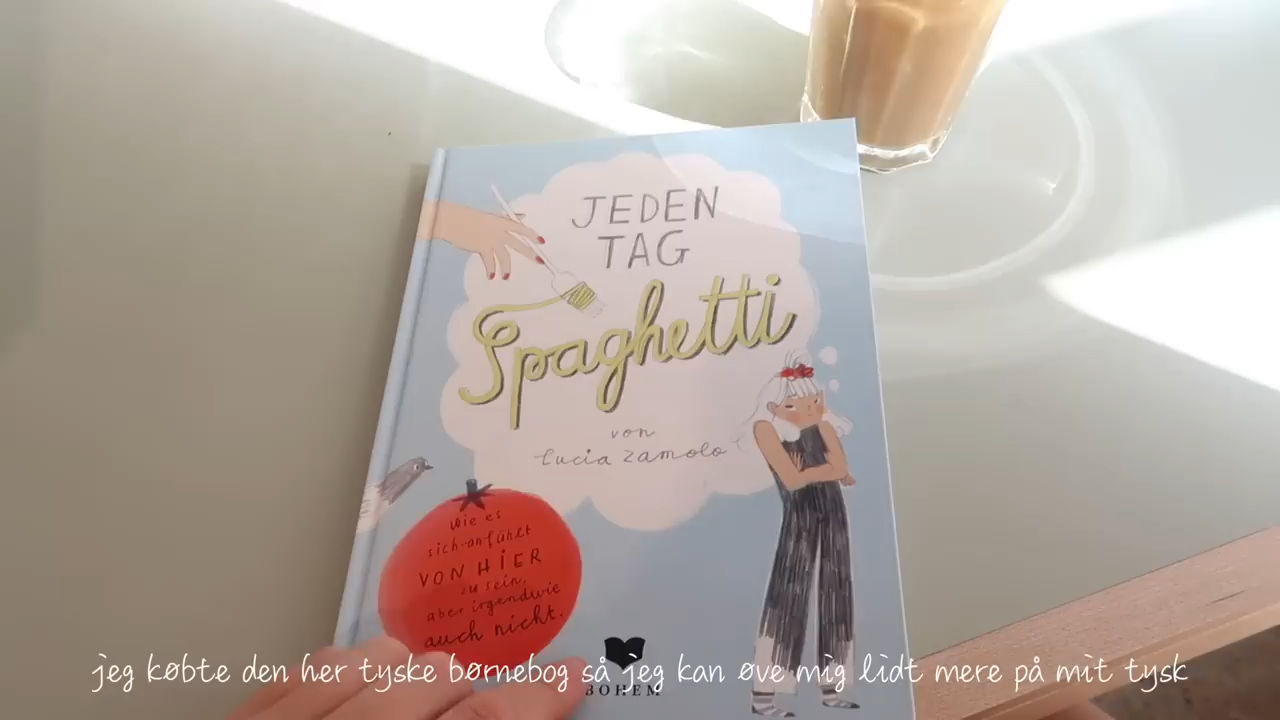 JEDEN
TAG
Spaghetti
von
Lucia Zamolo
wie es
sich anfühlt
VON HIER
zu sein,
aber irgendwie
auch nicht.
jeg købte den her tyske børnebog så jeg kan øve mig lidt mere på mit tysk
BOHEM